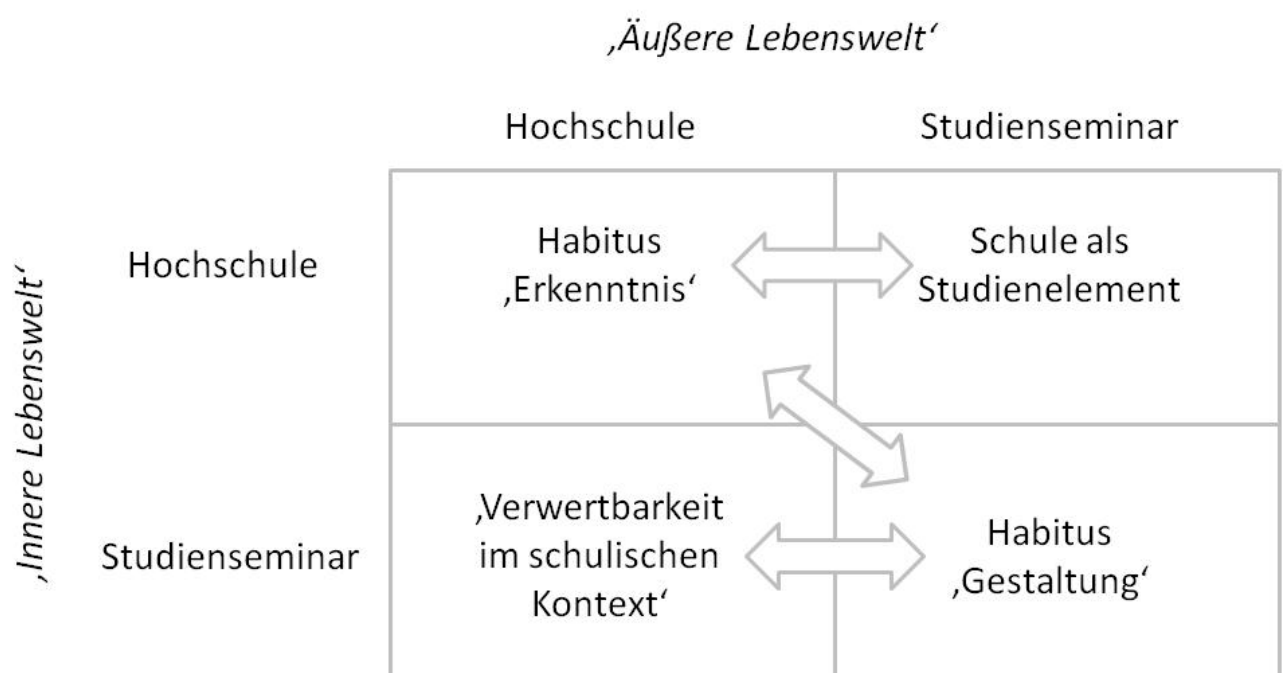 ‚Äußere Lebenswelt‘
Hochschule
Studienseminar
‚Innere Lebenswelt‘
Hochschule
Habitus
‚Erkenntnis‘
Schule als
Studienelement
Studienseminar
‚Verwertbarkeit
im schulischen
Kontext‘
Habitus
‚Gestaltung‘